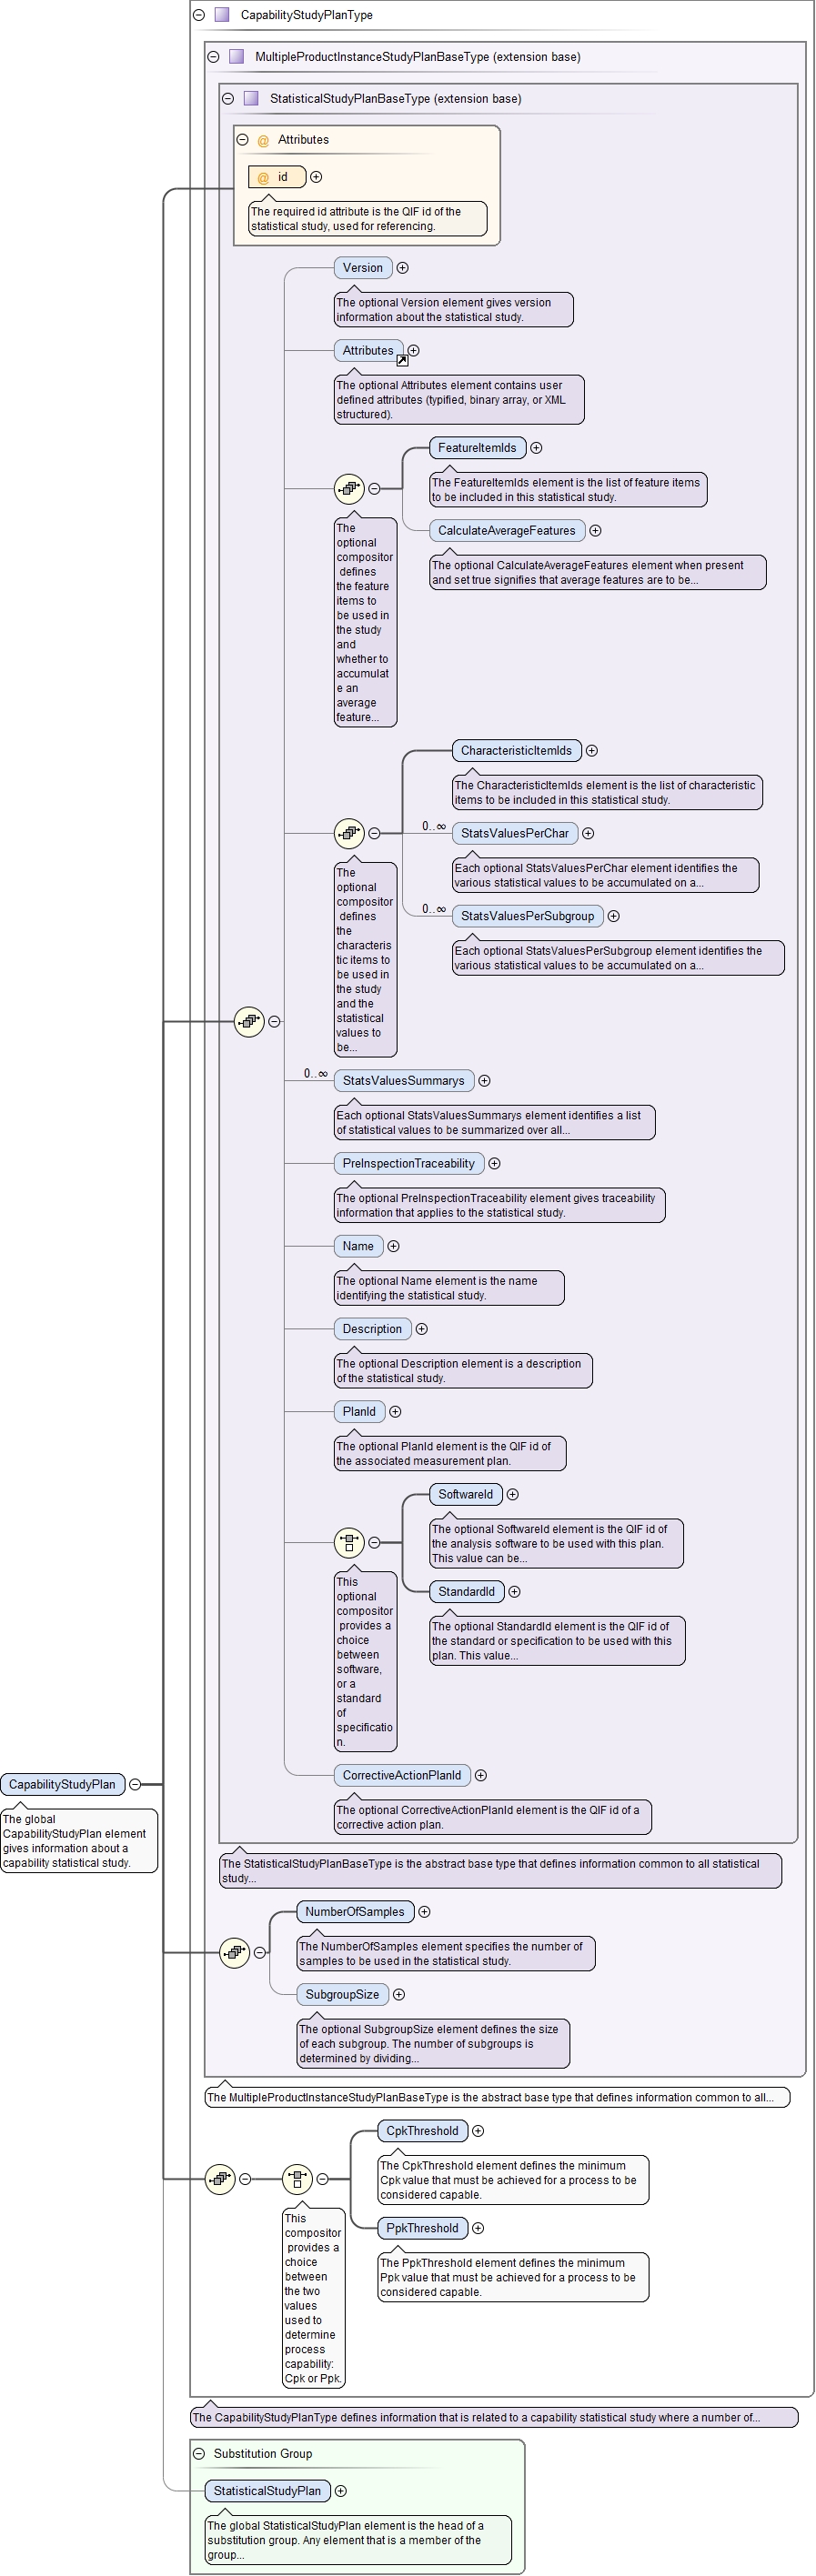 CapabilityStudyPlanType
MultipleProductInstanceStudyPlanBaseType (extension base)
StatisticalStudyPlanBaseType (extension base)
@ Attributes
@ id
The required id attribute is the QIF id of the
statistical study, used for referencing.
Version
The optional Version element gives version
information about the statistical study.
Attributes
The optional Attributes element contains user
defined attributes (typified, binary array, or XML
structured).
FeatureItemIds
The FeatureItemIds element is the list of feature items
to be included in this statistical study.
CalculateAverageFeatures
The optional CalculateAverageFeatures element when present
and set true signifies that average features are to be...
The
optional
compositor
defines
the feature
items to
be used in
the study
and
whether to
accumulat
e an
average
feature...
CharacteristicItemIds
The CharacteristicItemIds element is the list of characteristic
items to be included in this statistical study.
0..∞
StatsValuesPerChar
Each optional StatsValuesPerChar element identifies the
various statistical values to be accumulated on a...
0..∞
StatsValuesPerSubgroup
Each optional StatsValuesPerSubgroup element identifies the
various statistical values to be accumulated on a...
The
optional
compositor
defines
the
characteris
tic items to
be used in
the study
and the
statistical
values to
be...
0..∞
StatsValuesSummarys
Each optional StatsValuesSummarys element identifies a list
of statistical values to be summarized over all...
PreInspectionTraceability
The optional PreInspectionTraceability element gives traceability
information that applies to the statistical study.
Name
The optional Name element is the name
identifying the statistical study.
Description
The optional Description element is a description
of the statistical study.
PlanId
The optional PlanId element is the QIF id of
the associated measurement plan.
SoftwareId
The optional SoftwareId element is the QIF id of
the analysis software to be used with this plan.
This value can be...
StandardId
The optional StandardId element is the QIF id of
the standard or specification to be used with this
plan. This value...
This
optional
compositor
provides a
choice
between
software,
or a
standard
of
specificatio
n.
CorrectiveActionPlanId
The optional CorrectiveActionPlanId element is the QIF id of a
corrective action plan.
CapabilityStudyPlan
The global
CapabilityStudyPlan element
gives information about a
capability statistical study.
The StatisticalStudyPlanBaseType is the abstract base type that defines information common to all statistical
study...
NumberOfSamples
The NumberOfSamples element specifies the number of
samples to be used in the statistical study.
SubgroupSize
The optional SubgroupSize element defines the size
of each subgroup. The number of subgroups is
determined by dividing...
The MultipleProductInstanceStudyPlanBaseType is the abstract base type that defines information common to all...
CpkThreshold
The CpkThreshold element defines the minimum
Cpk value that must be achieved for a process to be
considered capable.
PpkThreshold
The PpkThreshold element defines the minimum
Ppk value that must be achieved for a process to be
considered capable.
This
compositor
provides a
choice
between
the two
values
used to
determine
process
capability:
Cpk or Ppk.
The CapabilityStudyPlanType defines information that is related to a capability statistical study where a number of...
Substitution Group
StatisticalStudyPlan
The global StatisticalStudyPlan element is the head of a
substitution group. Any element that is a member of the
group...